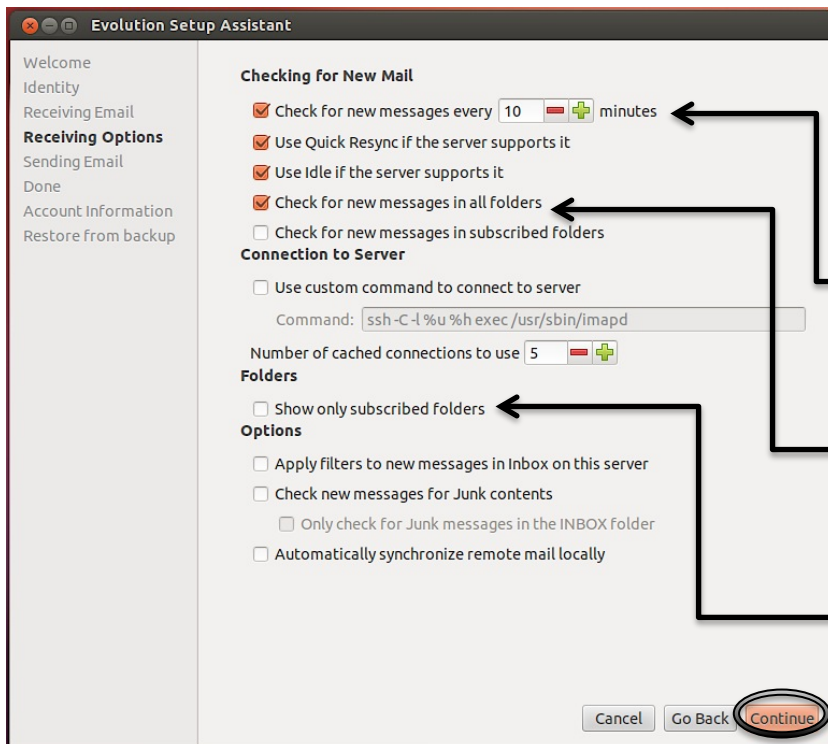 Evolution Setup Assistant
Welcome
Identity
Receiving Email
Receiving Options
Sending Email
Done
Account Information
Restore from backup
Checking for New Mail
Check for new messages every 10 minutes
Use Quick Resync if the server supports it
Use Idle if the server supports it
Check for new messages in all folders
Check for new messages in subscribed folders
Connection to Server
Use custom command to connect to server
Command: ssh -C -l %u %h exec /usr/sbin/imapd
Number of cached connections to use 5
Folders
Show only subscribed folders
Options
Apply filters to new messages in Inbox on this server
Check new messages for Junk contents
Only check for Junk messages in the INBOX folder
Automatically synchronize remote mail locally
Cancel Go Back Continue